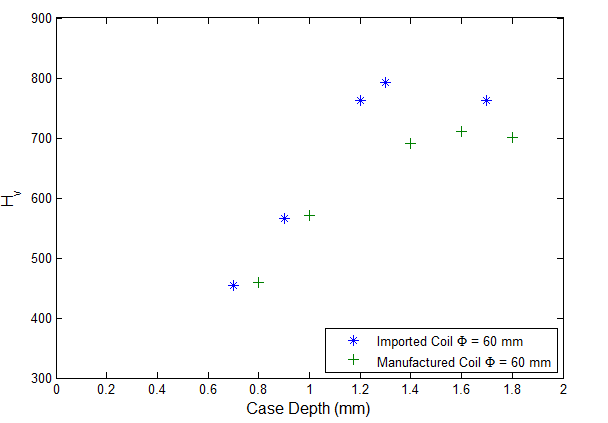 900
800
700
600
500
400
300
H_v
0 0.2 0.4 0.6 0.8 1 1.2 1.4 1.6 1.8 2
Case Depth (mm)
Imported Coil Φ = 60 mm
Manufactured Coil Φ = 60 mm